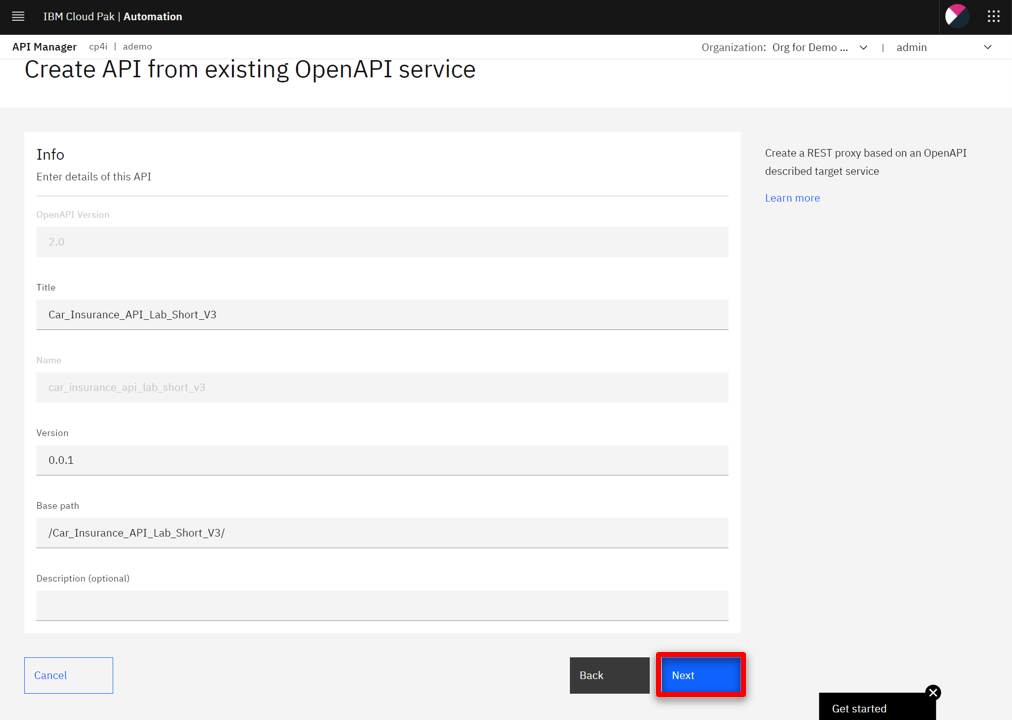 IBM Cloud Pak | Automation
API Manager cp4i | ademo Organization: Org for Demo ... | admin
Create API from existing OpenAPI service
Info
Enter details of this API
Create a REST proxy based on an OpenAPI
described target service
Learn more
OpenAPI Version
2.0
Title
Car_Insurance_API_Lab_Short_V3
Name
car_insurance_api_lab_short_v3
Version
0.0.1
Base path
/Car_Insurance_API_Lab_Short_V3/
Description (optional)
Cancel Back Next
Get started